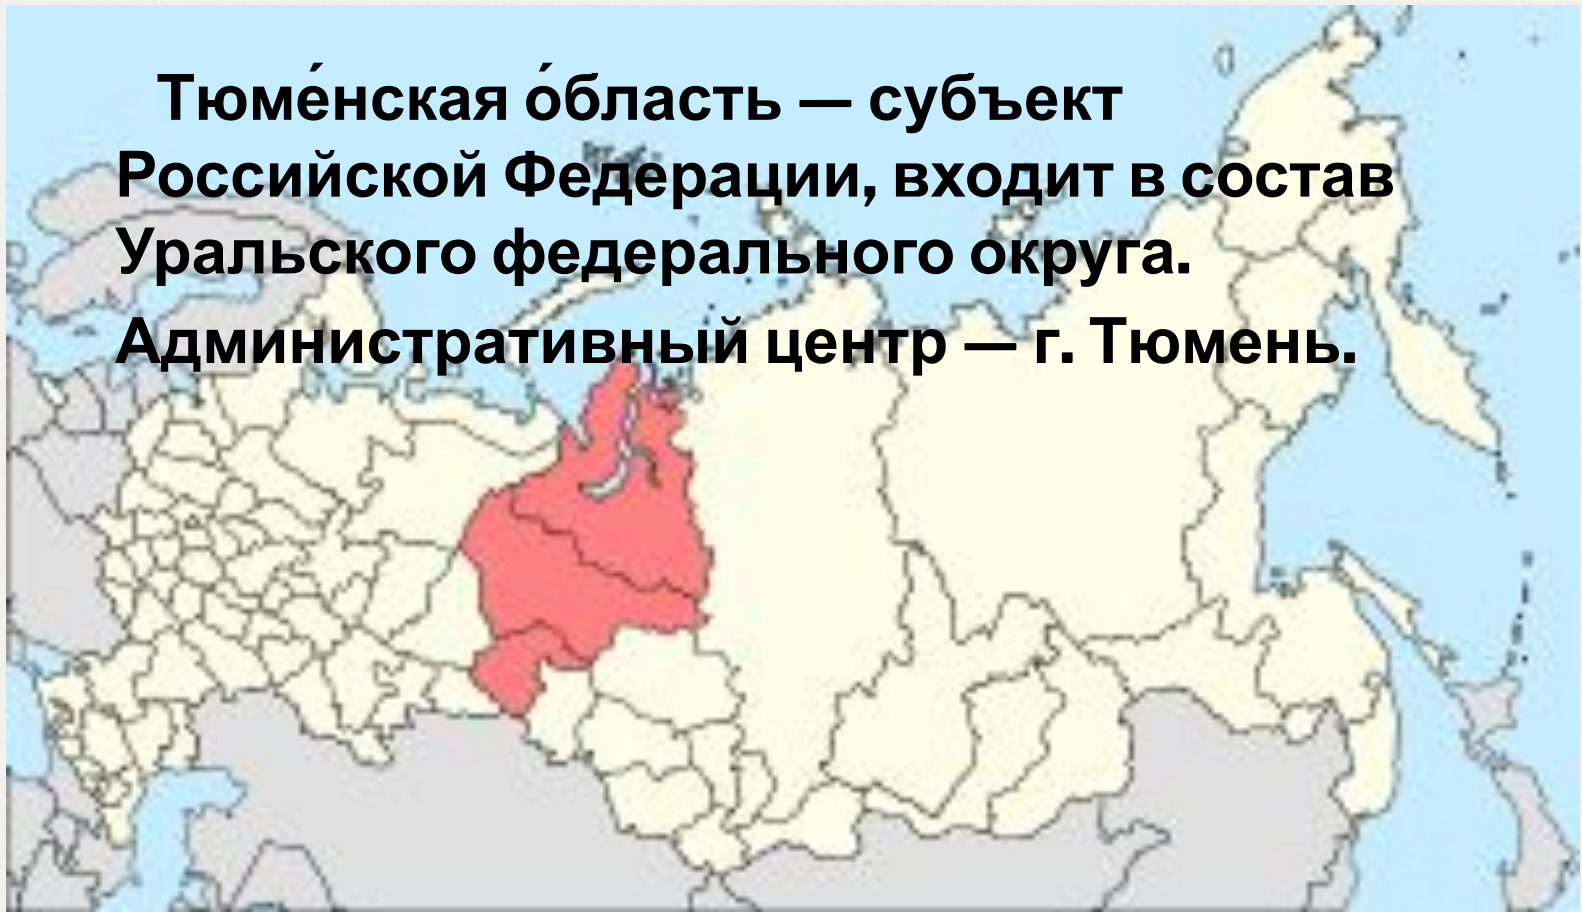 Тюме́нская о́бласть — субъект
Российской Федерации, входит в состав
Уральского федерального округа.
Административный центр — г. Тюмень.